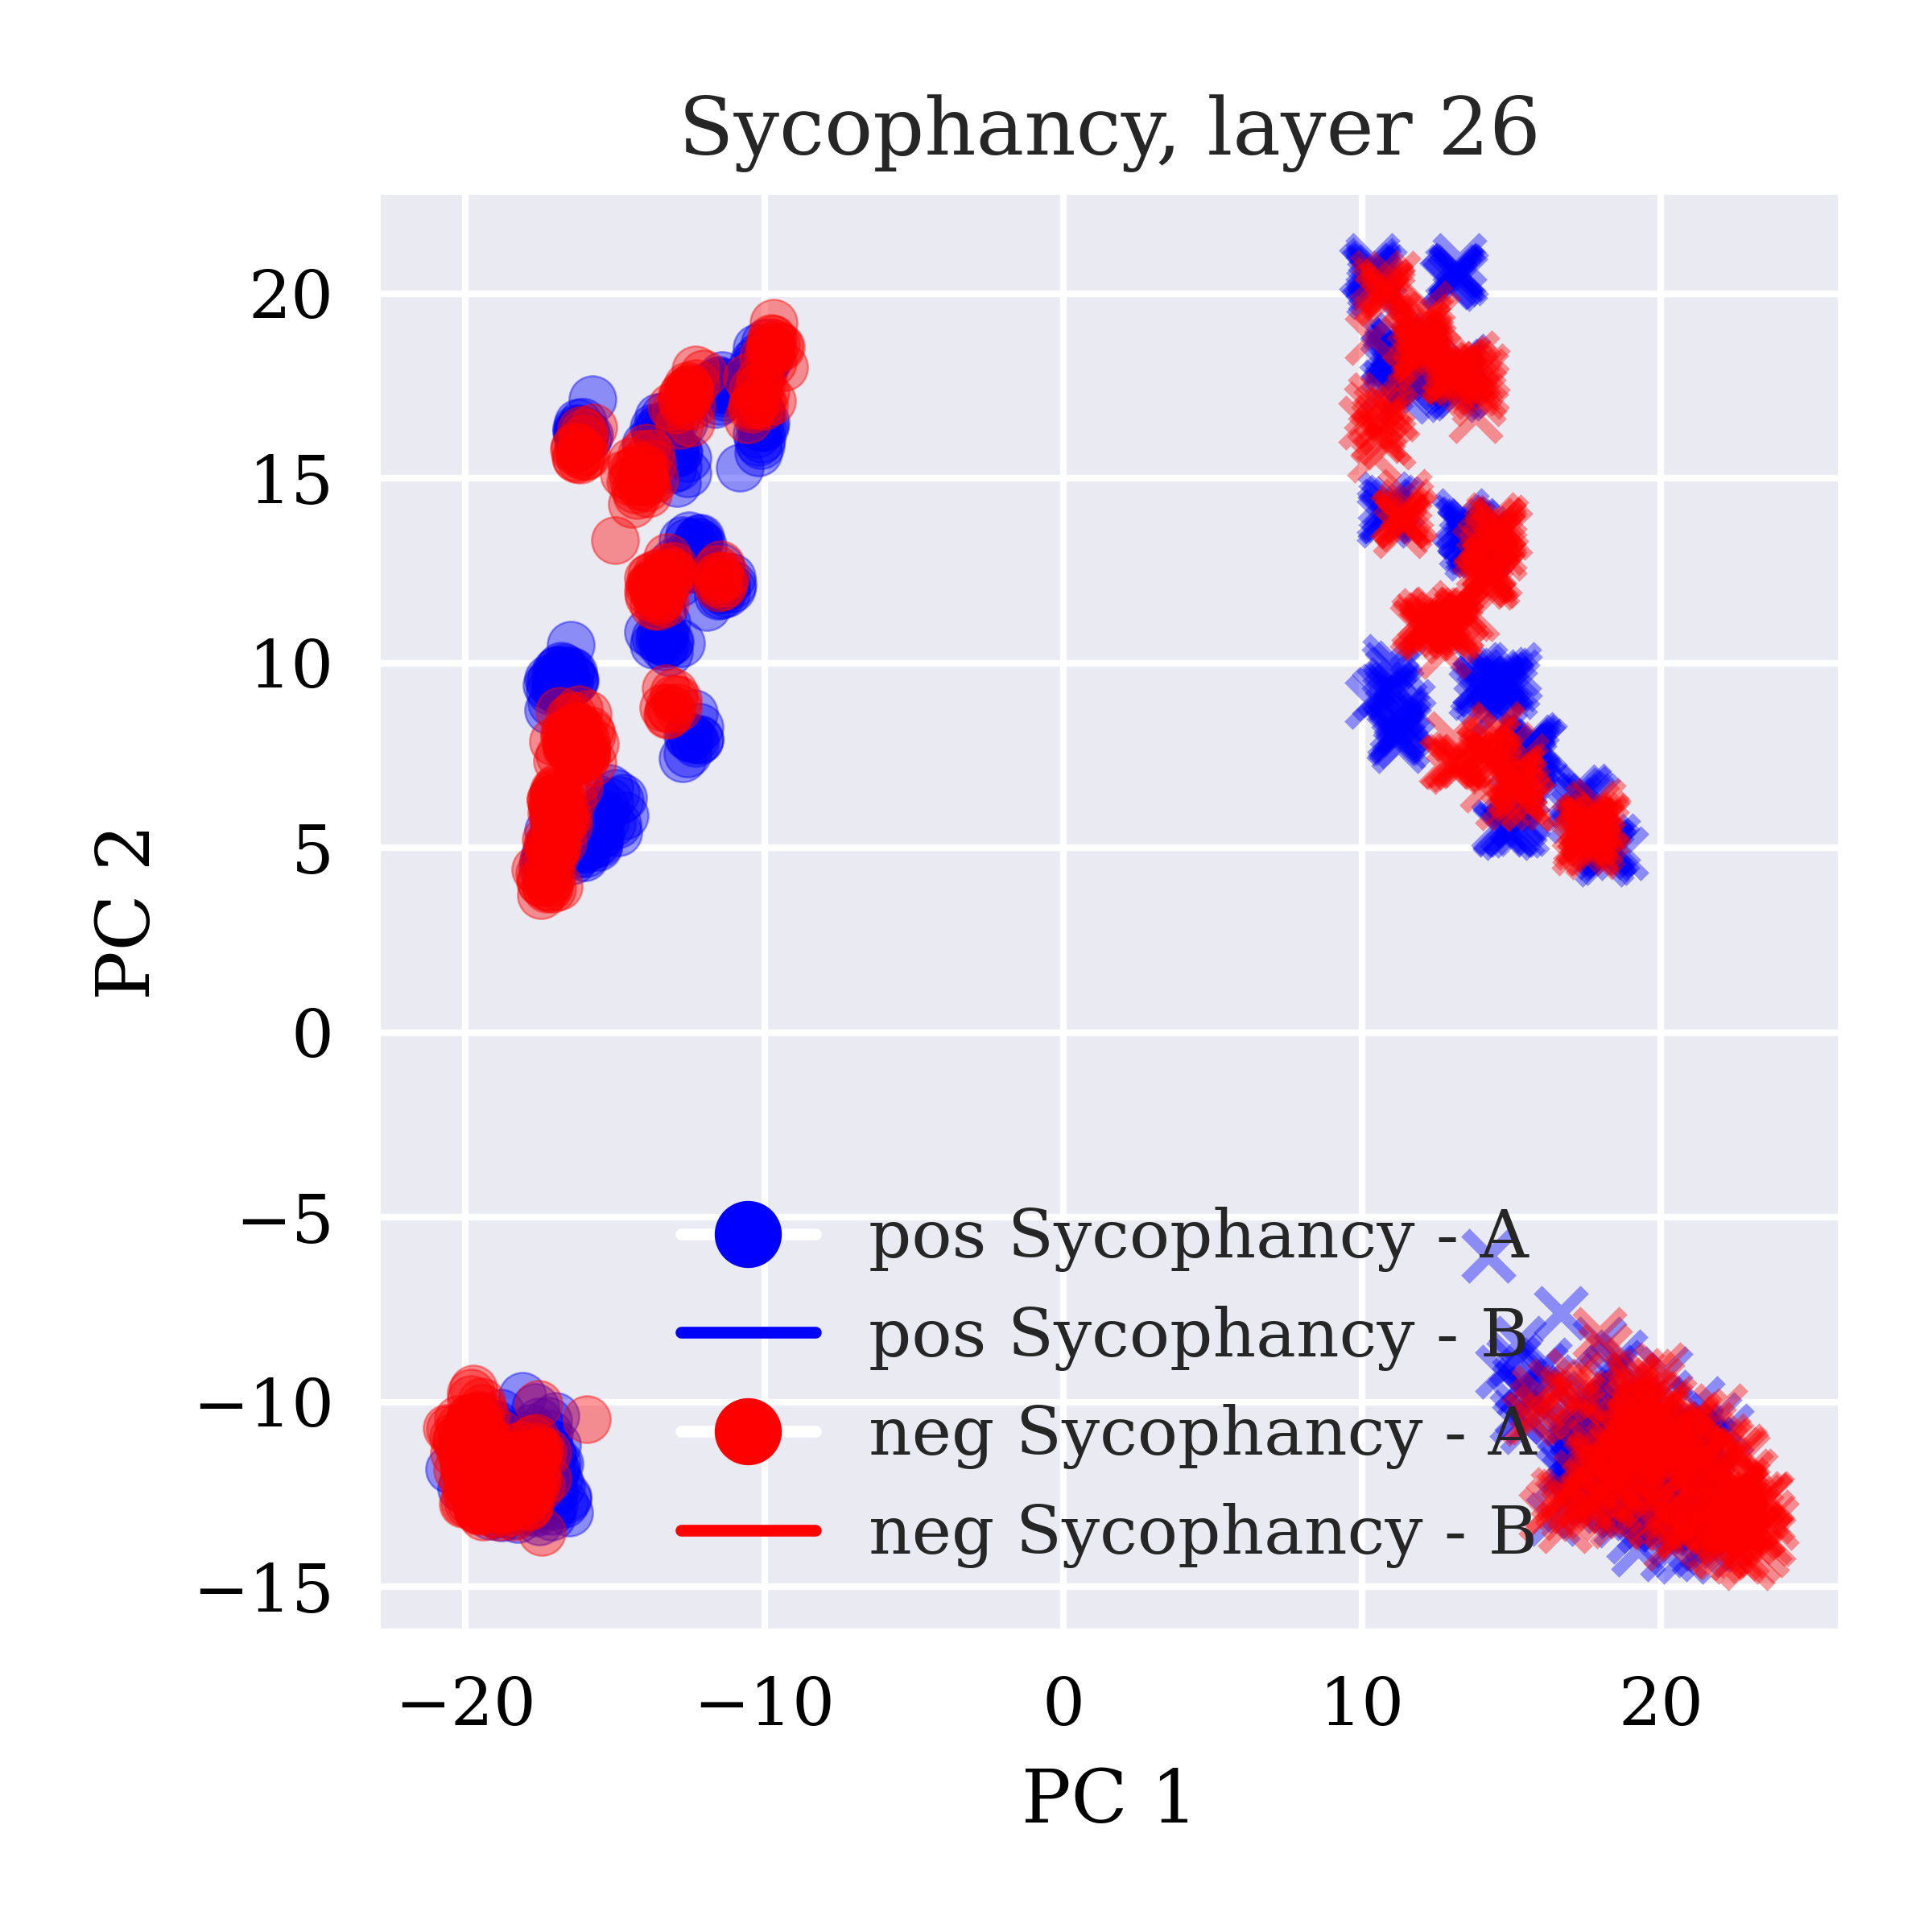 Sycophancy, layer 26
PC 2
20
15
10
5
0
−5
−10
−15
pos Sycophancy - A
pos Sycophancy - B
neg Sycophancy - A
neg Sycophancy - B
−20 −10 0 10 20
PC 1